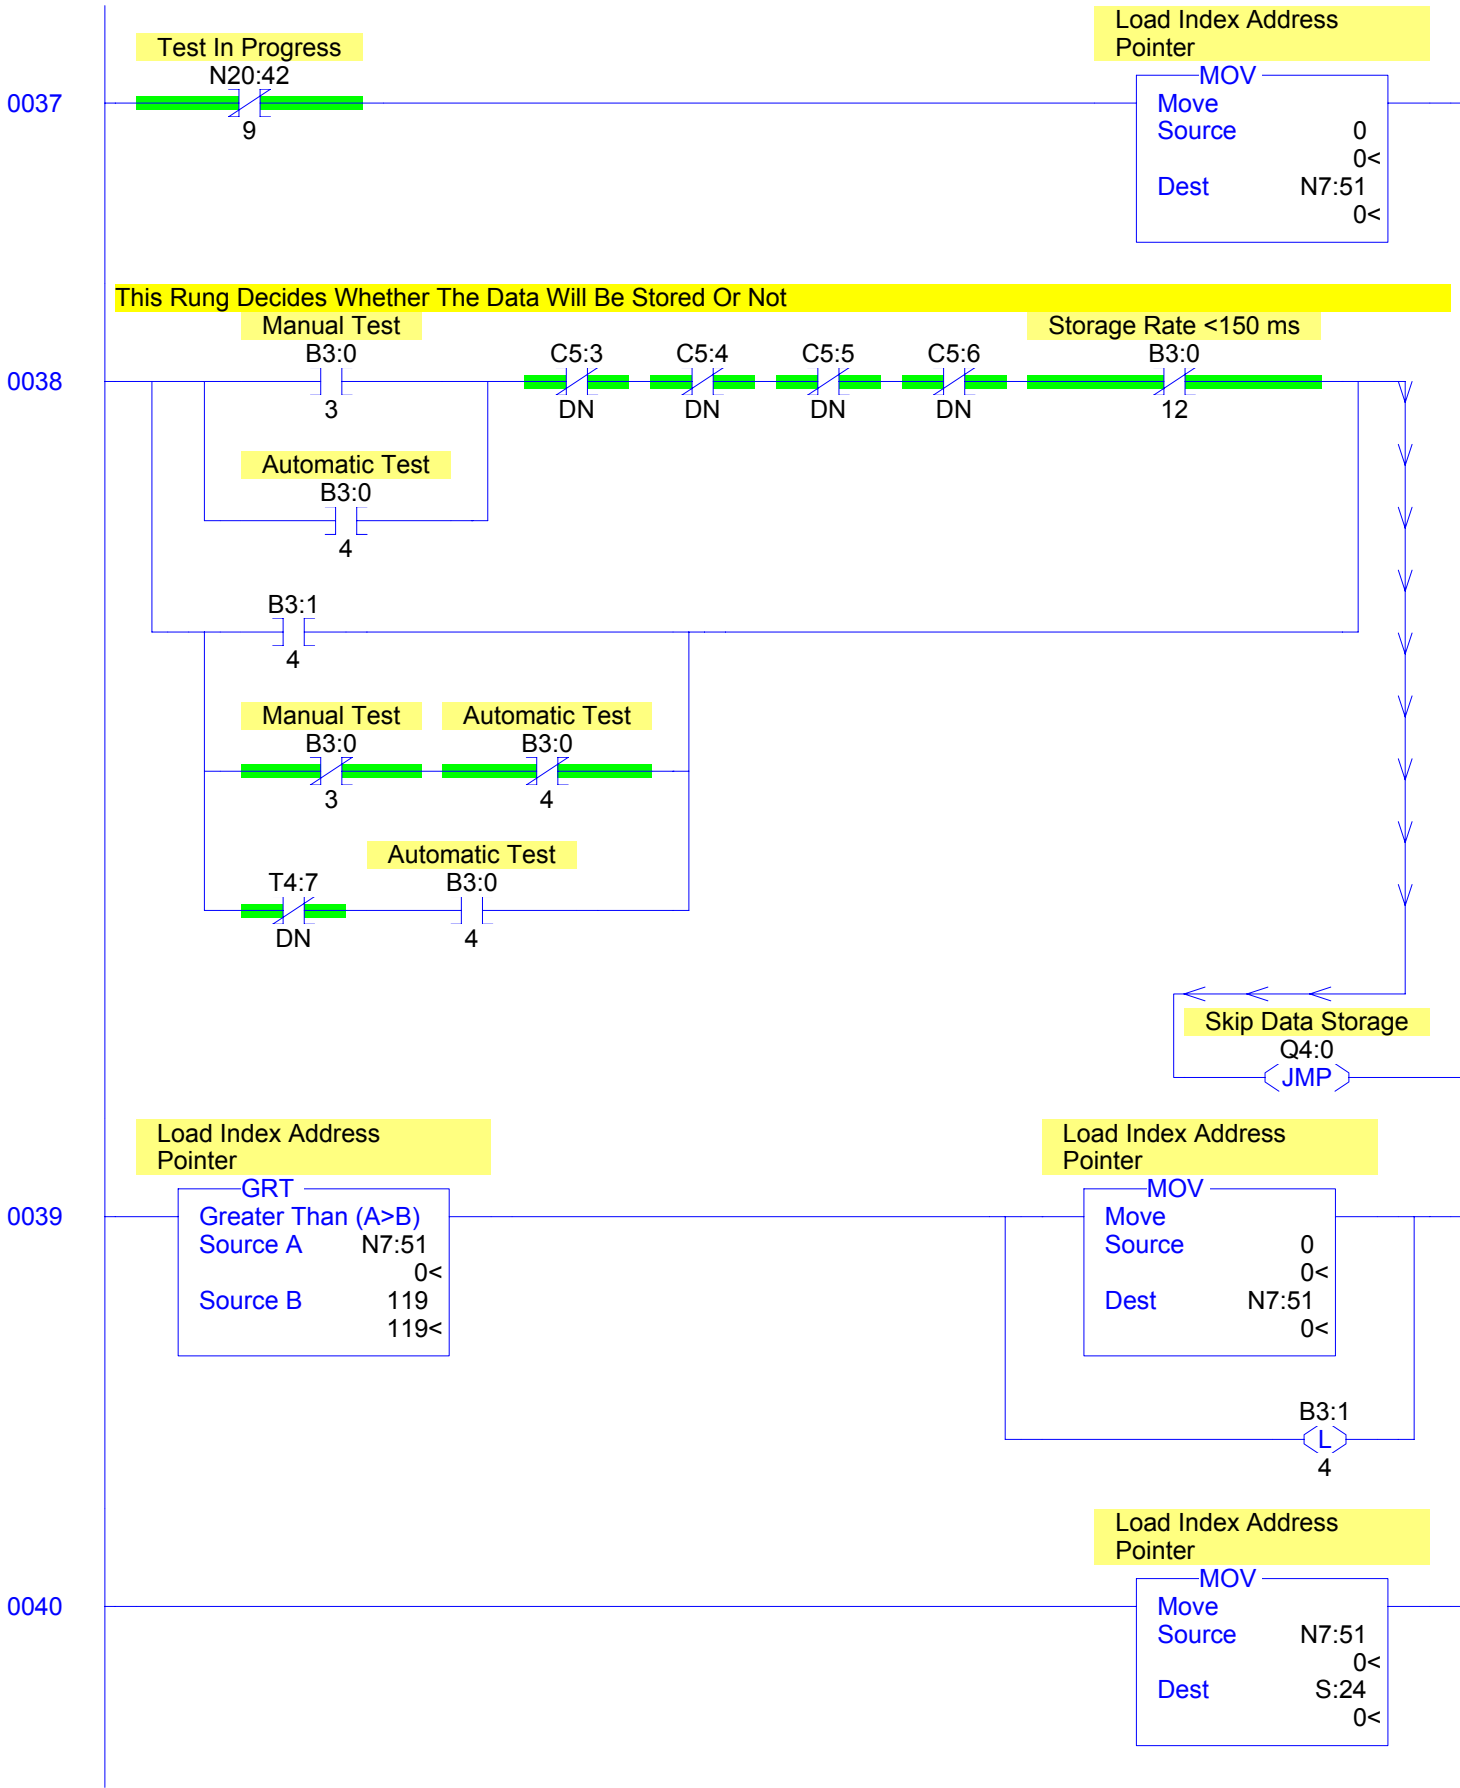 Load Index Address
Pointer
Test In Progress
N20:42
9
0037
MOV
Move
Source 0
0<
Dest N7:51
0<
This Rung Decides Whether The Data Will Be Stored Or Not
Manual Test Storage Rate <150 ms
B3:0 C5:3 C5:4 C5:5 C5:6 B3:0
0038
3 DN DN DN DN 12
Automatic Test
B3:0
4
B3:1
4
Manual Test Automatic Test
B3:0 B3:0
3 4
Automatic Test
T4:7 B3:0
DN 4
Skip Data Storage
Q4:0
JMP
Load Index Address
Pointer
Load Index Address
Pointer
0039
GRT
Greater Than (A>B)
Source A N7:51
0<
Source B 119
119<
MOV
Move
Source 0
0<
Dest N7:51
0<
B3:1
L
4
Load Index Address
Pointer
0040
MOV
Move
Source N7:51
0<
Dest S:24
0<